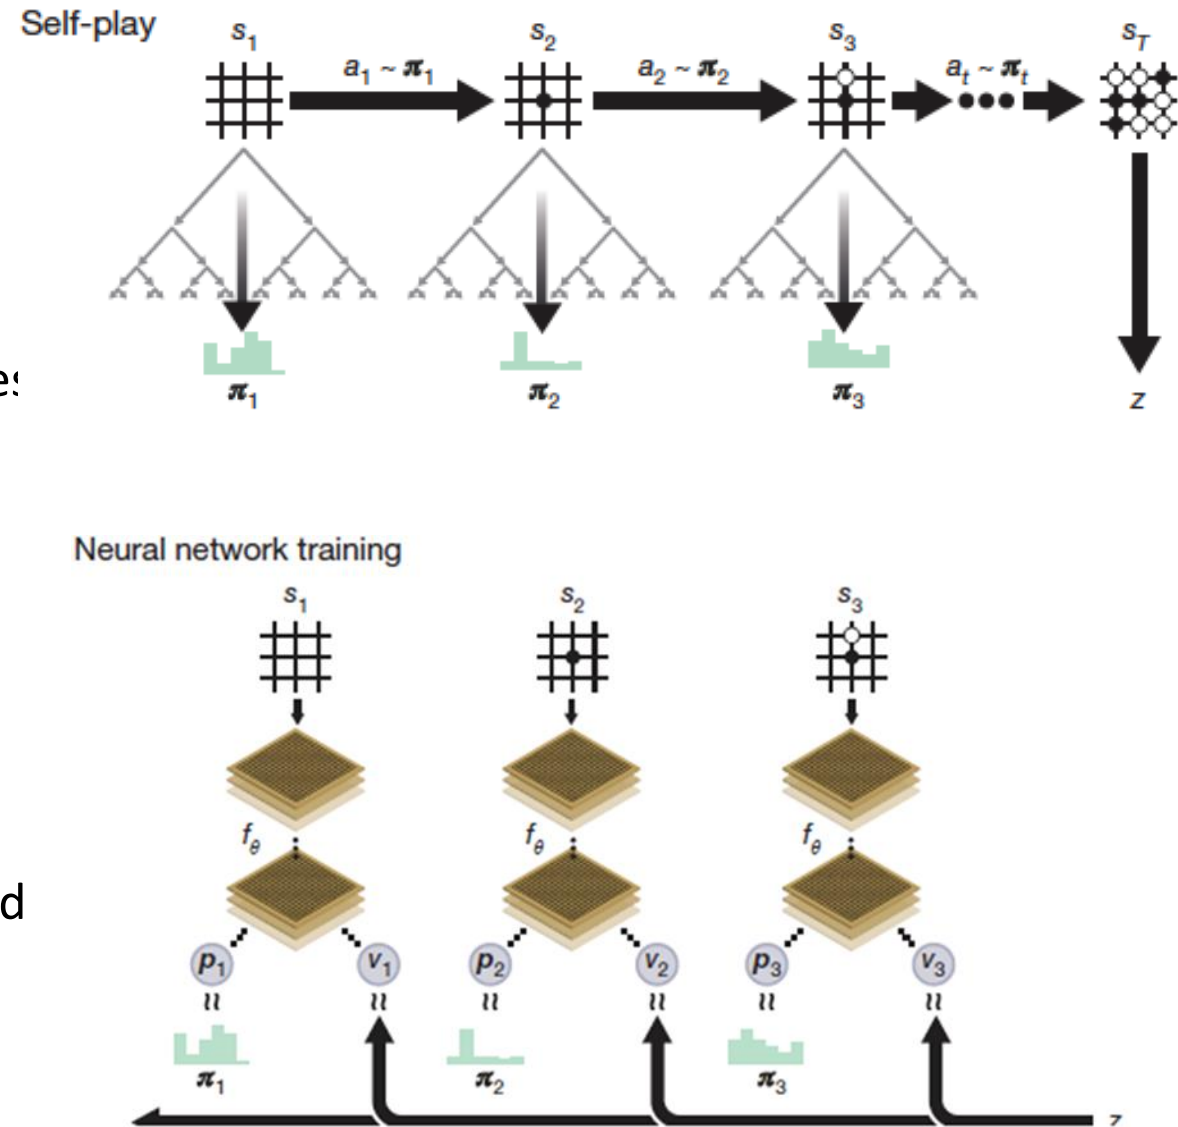 Self-play
s1 s2 s3 sT
a1 ~ π1 a2 ~ π2 at ~ πt
es
π1 π2 π3 z
Neural network training
s1 s2 s3
fθ fθ fθ
d
p1 v1 p2 v2 p3 v3
≈ ≈ ≈ ≈ ≈ ≈
π1 π2 π3
z